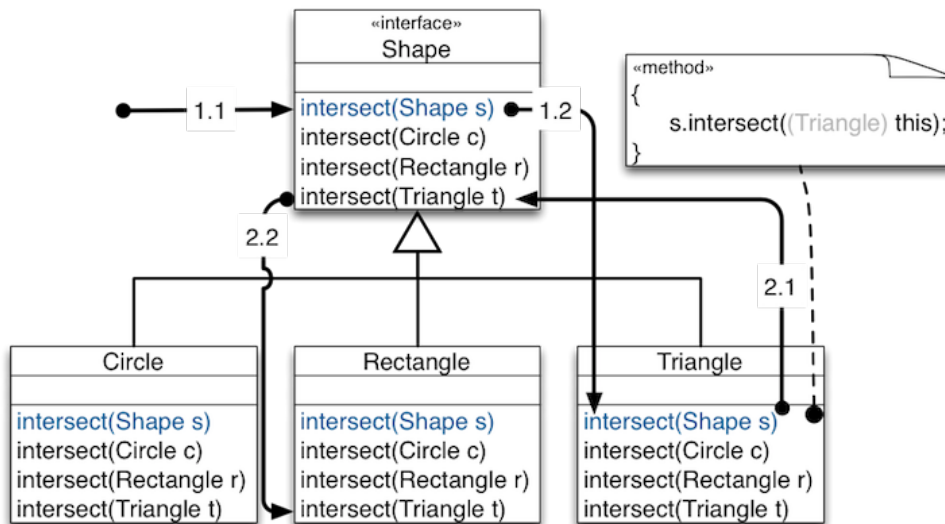 «interface»
Shape
intersect(Shape s)
intersect(Circle c)
intersect(Rectangle r)
intersect(Triangle t)
1.1
1.2
«method»
{
s.intersect((Triangle) this);
}
2.2
2.1
Circle
intersect(Shape s)
intersect(Circle c)
intersect(Rectangle r)
intersect(Triangle t)
Rectangle
intersect(Shape s)
intersect(Circle c)
intersect(Rectangle r)
intersect(Triangle t)
Triangle
intersect(Shape s)
intersect(Circle c)
intersect(Rectangle r)
intersect(Triangle t)